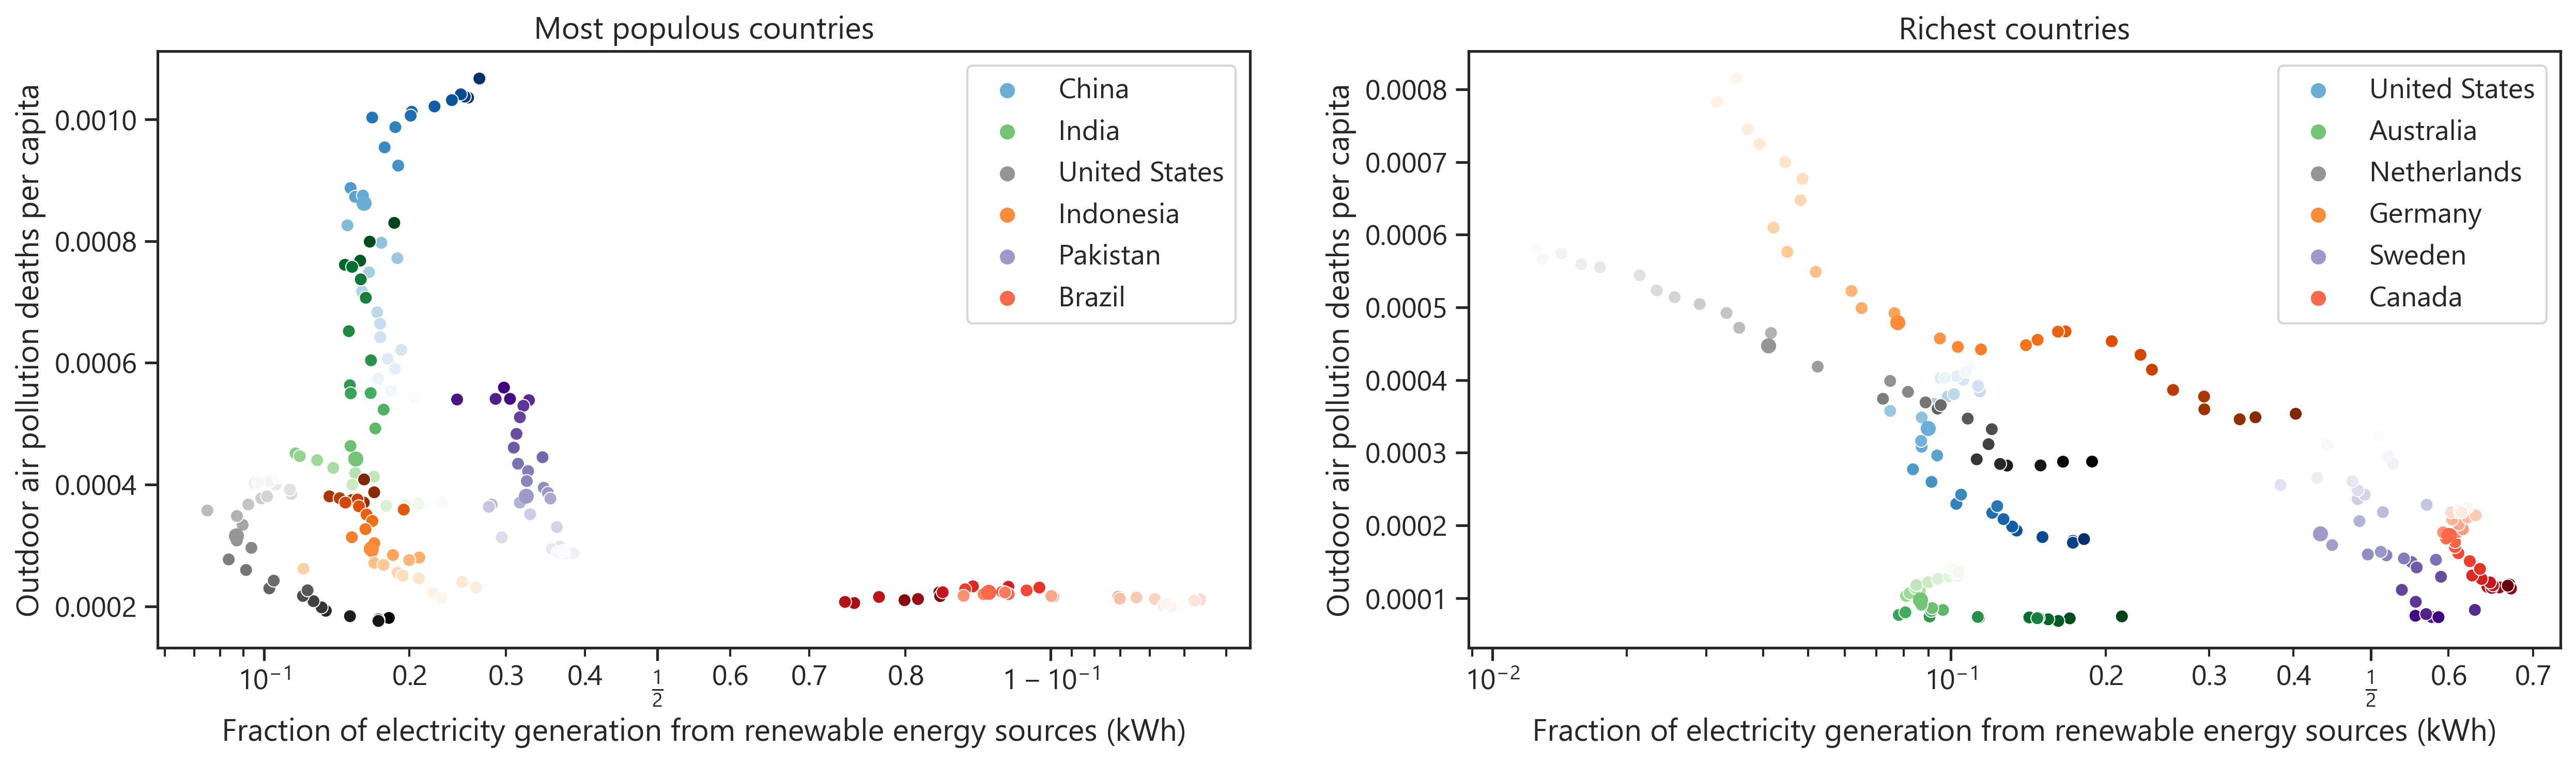 Most populous countries
Outdoor air pollution deaths per capita
0.0010
0.0008
0.0006
0.0004
0.0002
China
India
United States
Indonesia
Pakistan
Brazil
10⁻¹ 0.2 0.3 0.4 1/2 0.6 0.7 0.8 1 − 10⁻¹
Fraction of electricity generation from renewable energy sources (kWh)
Richest countries
Outdoor air pollution deaths per capita
0.0008
0.0007
0.0006
0.0005
0.0004
0.0003
0.0002
0.0001
United States
Australia
Netherlands
Germany
Sweden
Canada
10⁻² 10⁻¹ 0.2 0.3 0.4 1/2 0.6 0.7
Fraction of electricity generation from renewable energy sources (kWh)